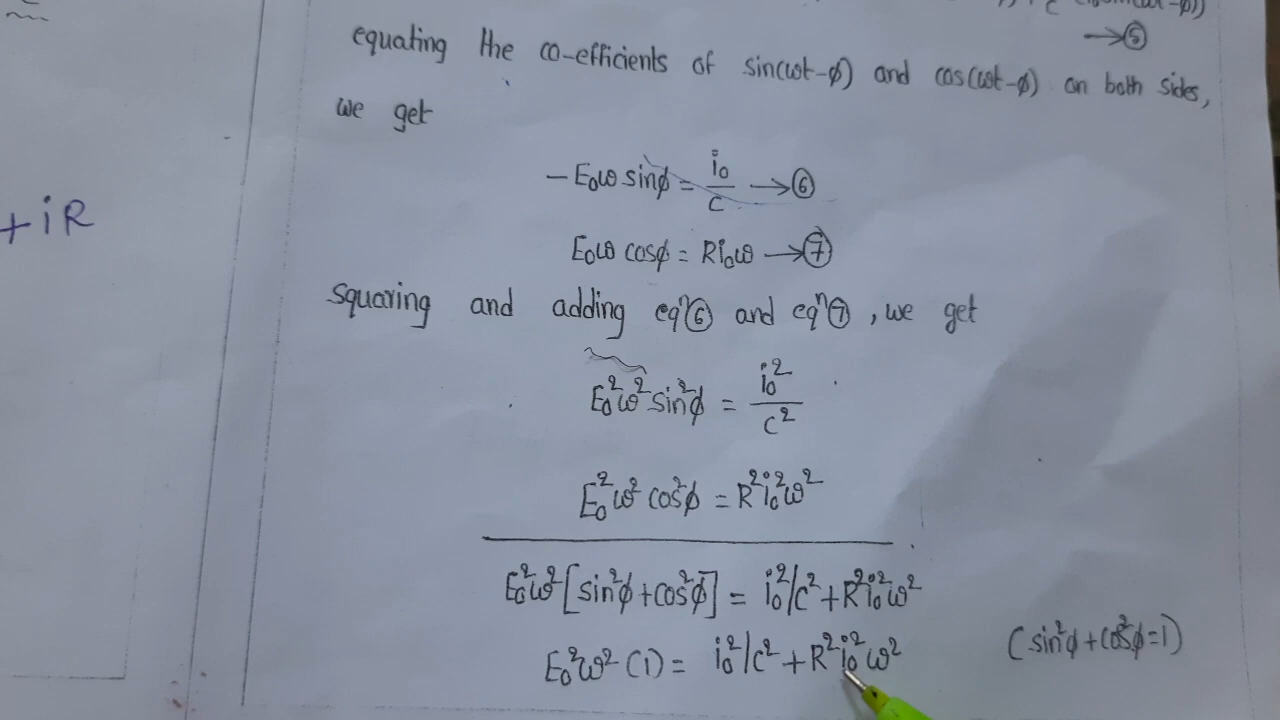 →⑤
equating the co-efficients of sin(ωt-φ) and cos(ωt-φ) on both sides,
we get
-E₀ω sinφ = i₀/c →⑥
+iR
E₀ω cosφ = Ri₀ω →⑦
squaring and adding eqⁿ⑥ and eqⁿ⑦, we get
E₀²ω² sin²φ = i₀²/c²
E₀²ω² cos²φ = R²i₀²ω²
E₀²ω² [sin²φ+cos²φ] = i₀²/c²+R²i₀²ω²
E₀²ω² (1) = i₀²/c²+R²i₀²ω² (sin²φ+cos²φ=1)